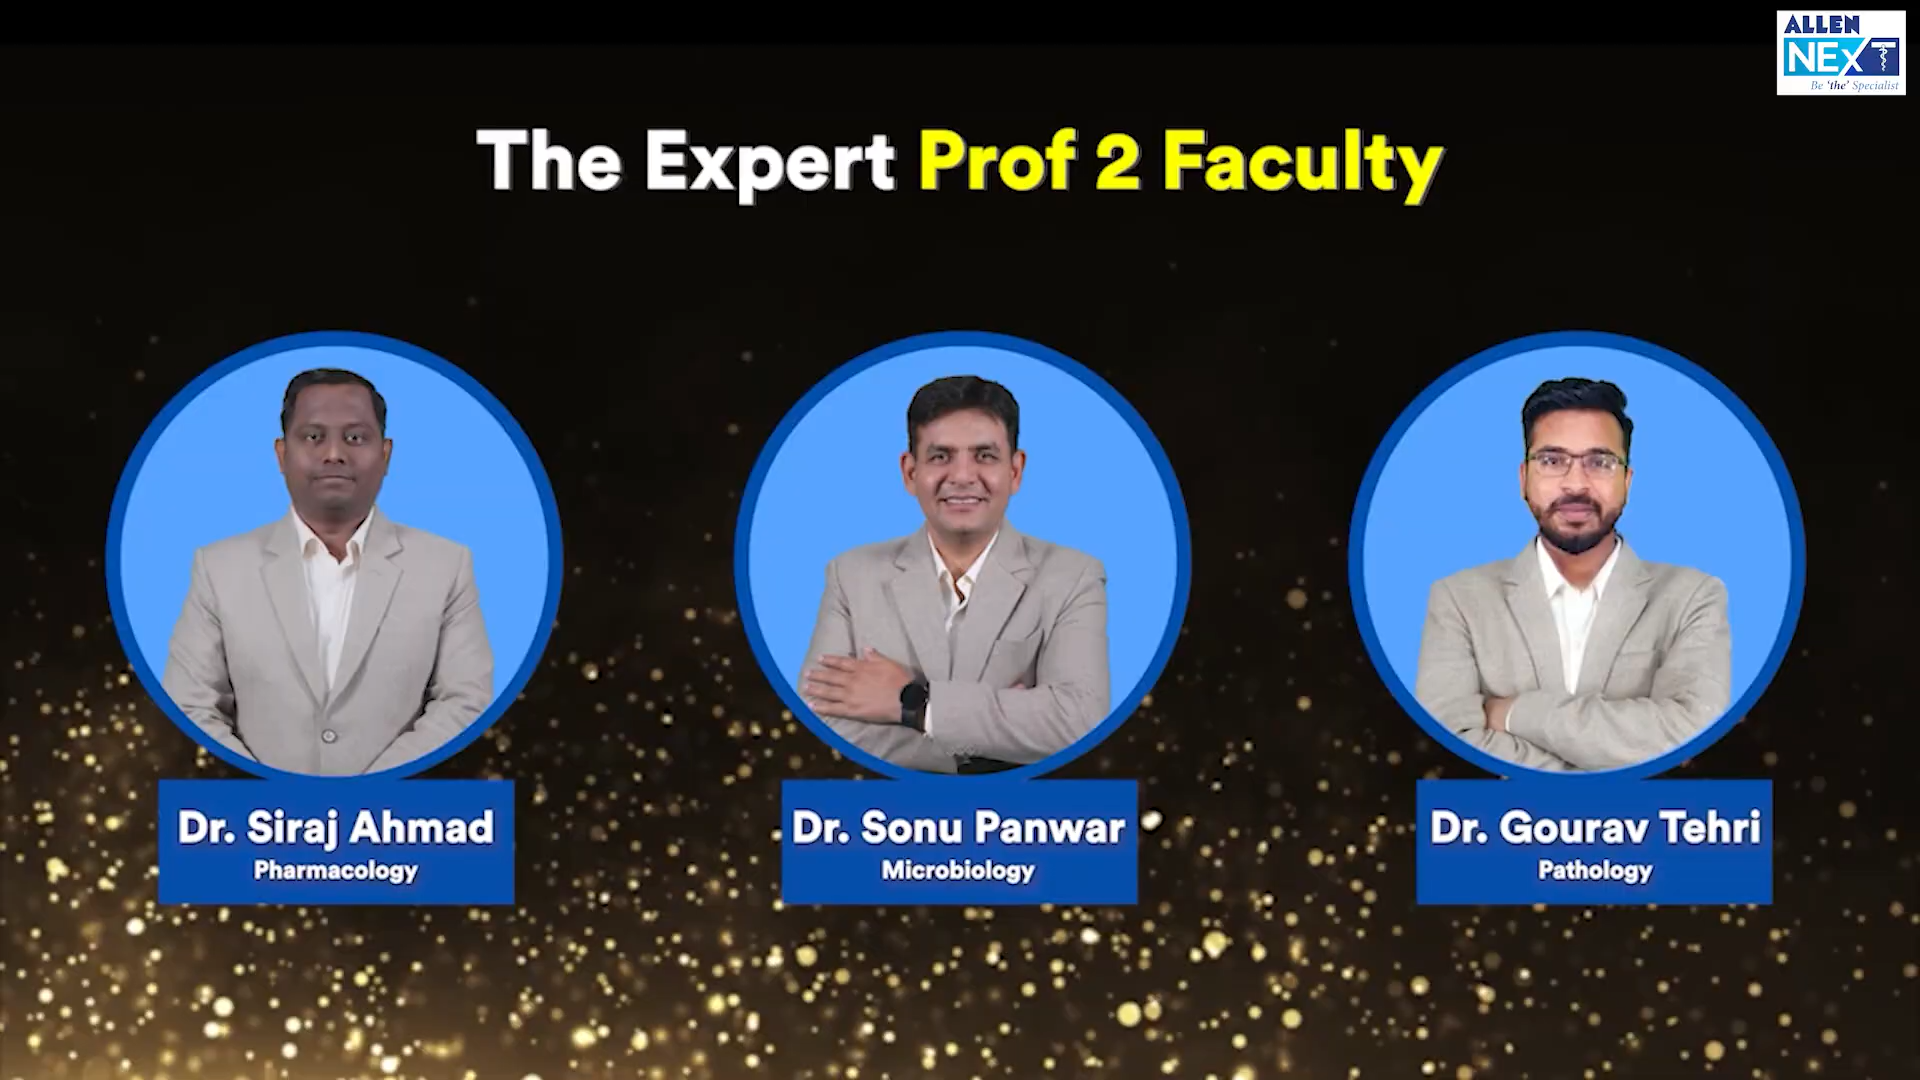 ALLEN
NEXT
Be 'the' Specialist
The Expert Prof 2 Faculty
Dr. Siraj Ahmad
Pharmacology
Dr. Sonu Panwar
Microbiology
Dr. Gourav Tehri
Pathology